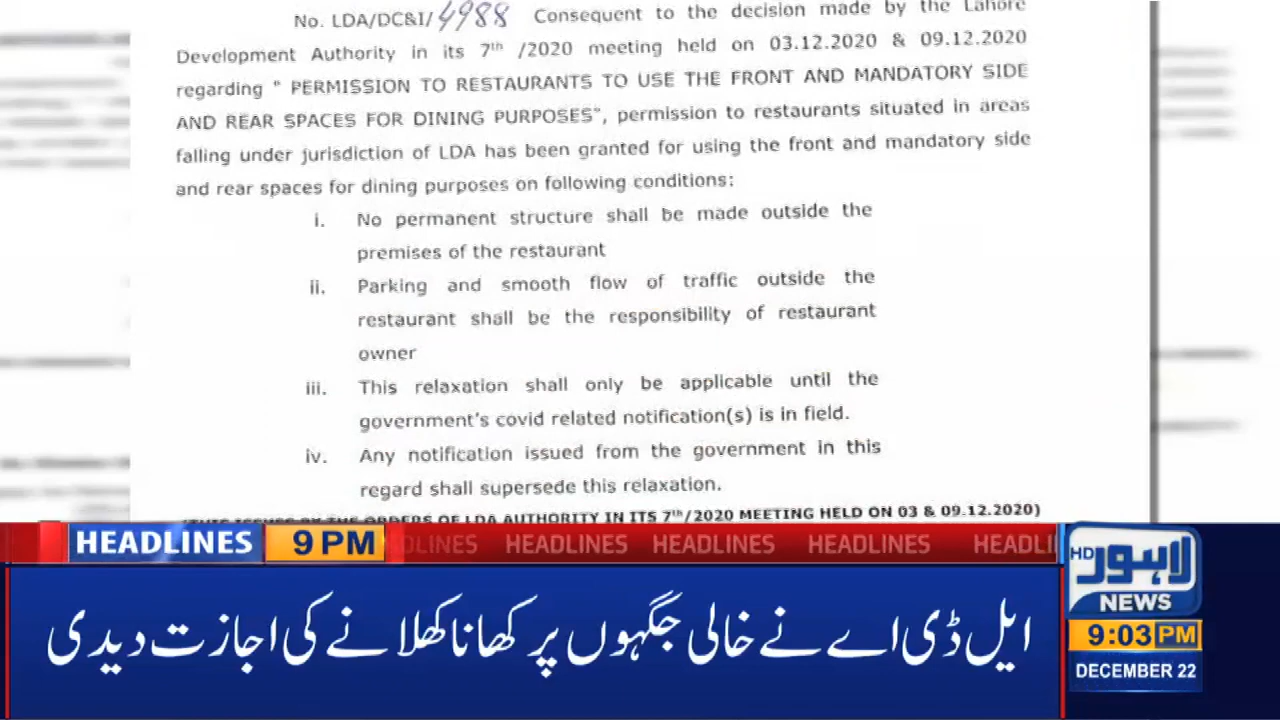 No. LDA/DC&I/4988 Consequent to the decision made by the Lahore
Development Authority in its 7th /2020 meeting held on 03.12.2020 & 09.12.2020
regarding " PERMISSION TO RESTAURANTS TO USE THE FRONT AND MANDATORY SIDE
AND REAR SPACES FOR DINING PURPOSES", permission to restaurants situated in areas
falling under jurisdiction of LDA has been granted for using the front and mandatory side
and rear spaces for dining purposes on following conditions:
i. No permanent structure shall be made outside the
premises of the restaurant
ii. Parking and smooth flow of traffic outside the
restaurant shall be the responsibility of restaurant
owner
iii. This relaxation shall only be applicable until the
government's covid related notification(s) is in field.
iv. Any notification issued from the government in this
regard shall supersede this relaxation.
(THIS ISSUES BY THE ORDERS OF LDA AUTHORITY IN ITS 7th/2020 MEETING HELD ON 03 & 09.12.2020)
HEADLINES 9 PM DLINES HEADLINES HEADLINES HEADLINES HEADLI
HD لاہور
NEWS
ایل ڈی اے نے خالی جگہوں پر کھانا کھلانے کی اجازت دیدی
9:03 PM
DECEMBER 22